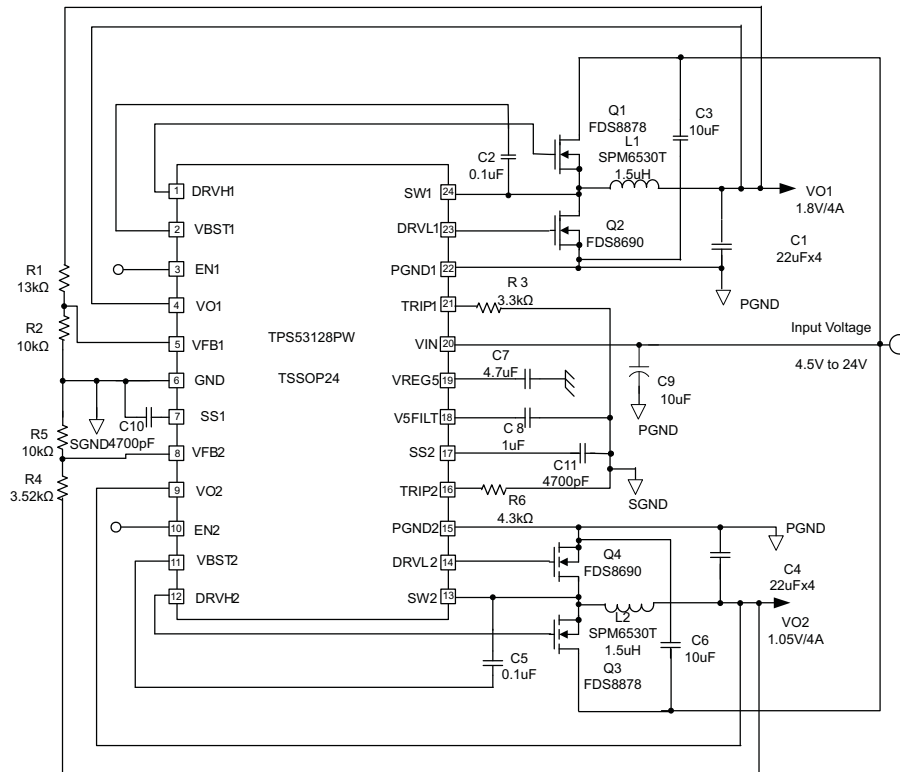 Q1
FDS8878
C3
10uF
L1
SPM6530T
1.5uH
C2
0.1uF
VO1
1.8V/4A
1 DRVH1
SW1 24
2 VBST1
DRVL1 23
Q2
FDS8690
C1
22uFx4
3 EN1
PGND1 22
PGND
R1
13kΩ
4 VO1
TRIP1 21
R 3
3.3kΩ
R2
10kΩ
5 VFB1
TPS53128PW
VIN 20
Input Voltage
4.5V to 24V
6 GND
TSSOP24
VREG5 19
C7
4.7uF
C9
10uF
PGND
SGND
C10
4700pF
7 SS1
V5FILT 18
C 8
1uF
R5
10kΩ
8 VFB2
SS2 17
C11
4700pF
SGND
R4
3.52kΩ
9 VO2
TRIP2 16
R6
4.3kΩ
10 EN2
PGND2 15
PGND
11 VBST2
DRVL2 14
Q4
FDS8690
C4
22uFx4
12 DRVH2
SW2 13
VO2
1.05V/4A
L2
SPM6530T
1.5uH
C6
10uF
C5
0.1uF
Q3
FDS8878